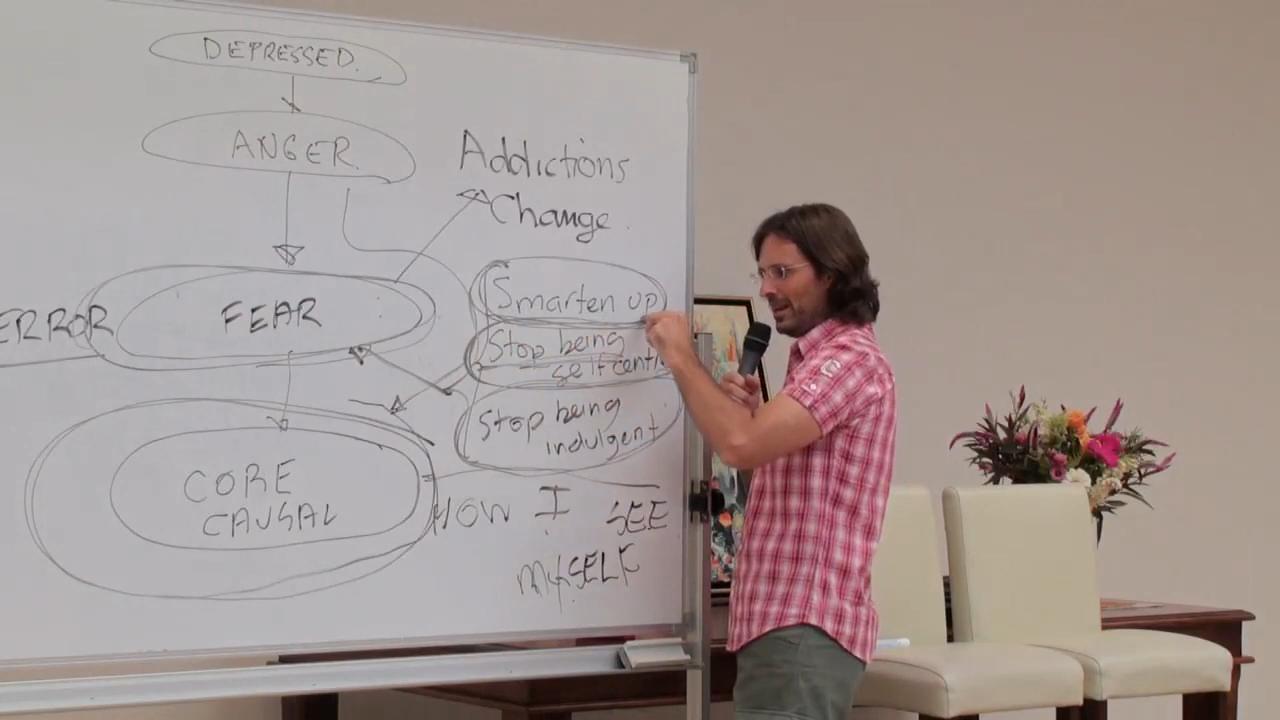 DEPRESSED.
ANGER.
Addictions
Change.
ERROR
FEAR
Smarten up
Stop being
self centr
Stop being
indulgent
CORE
CAUSAL
HOW I SEE
MYSELF